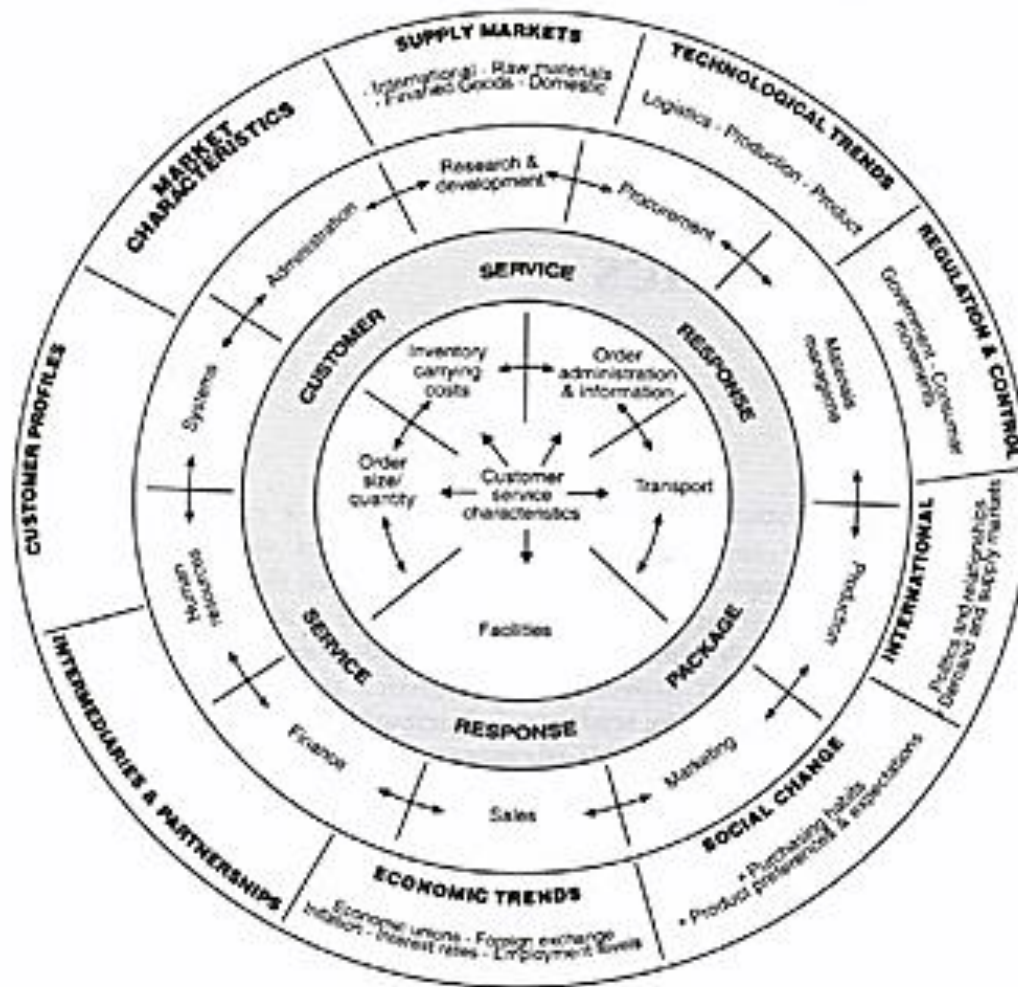 SUPPLY MARKETS
- International - Raw materials
- Finished Goods - Domestic
TECHNOLOGICAL TRENDS
Logistics - Production - Product
REGULATION & CONTROL
Government - Consumer
movements
INTERNATIONAL
Politics and relationships
Demand and supply markets
SOCIAL CHANGE
• Purchasing habits
• Product preferences & expectations
ECONOMIC TRENDS
Economic unions - Foreign exchange
Inflation - Interest rates - Employment levels
INTERMEDIARIES & PARTNERSHIPS
CUSTOMER PROFILES
MARKET
CHARACTERISTICS
Research &
development
Procurement
Materials
Production
Marketing
Sales
Finance
Human
resources
Systems
Administration
CUSTOMER
SERVICE
RESPONSE
PACKAGE
RESPONSE
SERVICE
Inventory
carrying
costs
Order
administration
& information
Order
size/
quantity
Customer
service
characteristics
Transport
Facilities